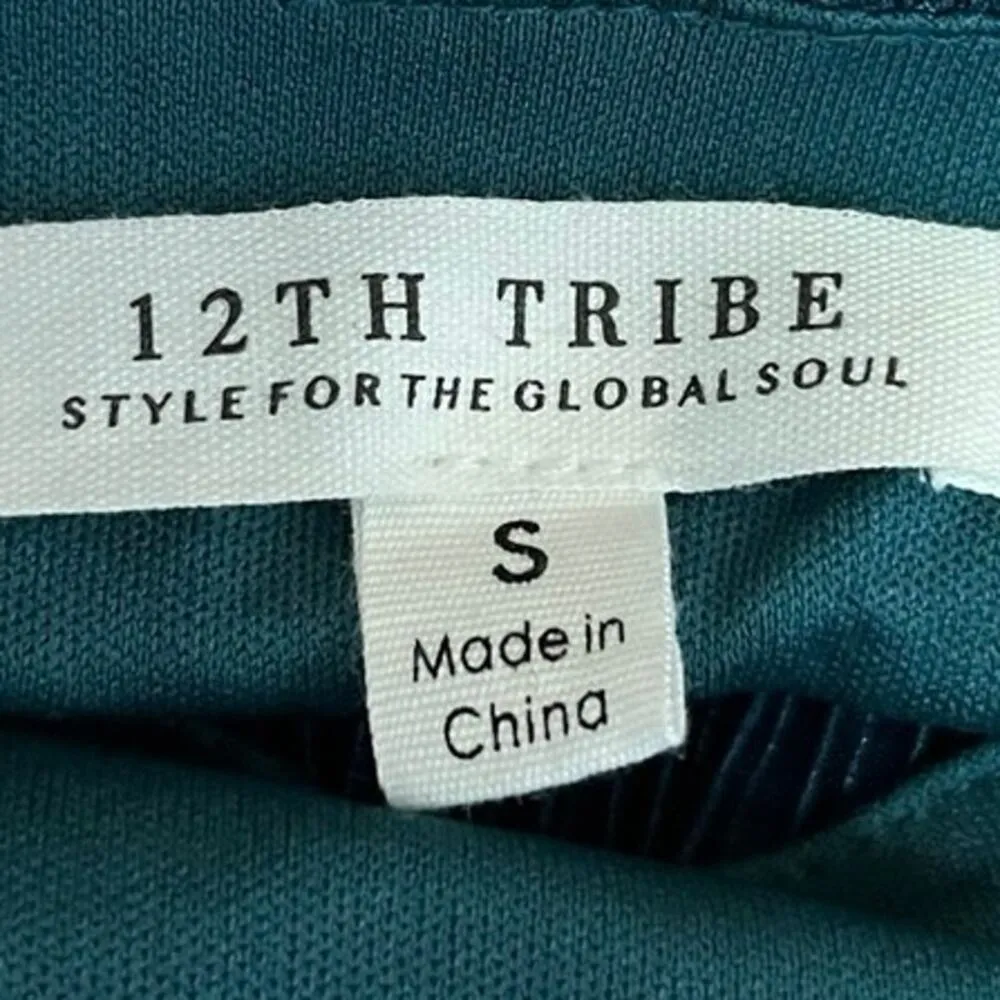 12TH TRIBE
STYLE FOR THE GLOBAL SOUL
S
Made in
China